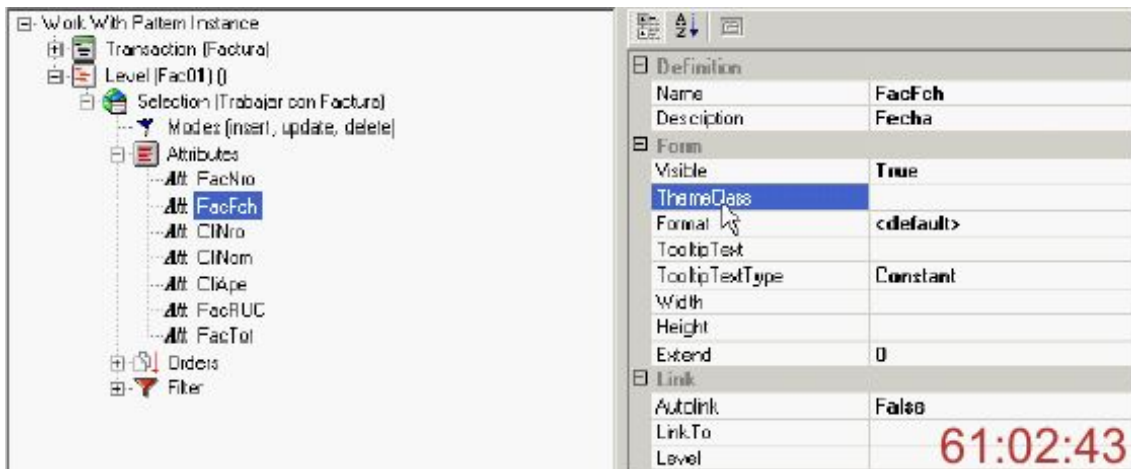 Work With Pattern Instance
Transaction (Factura)
Level (Fac01) ()
Selection (Trabajar con Factura)
Modes (insert, update, delete)
Attributes
Att FacNro
Att FacFch
Att CliNro
Att CliNom
Att CliApe
Att FacRUC
Att FacTot
Orders
Filter
Definition
Name FacFch
Description Fecha
Form
Visible True
ThemeClass
Format <default>
TooltipText
TooltipTextType Constant
Width
Height
Extend 0
Link
Autolink False
LinkTo
Level
61:02:43